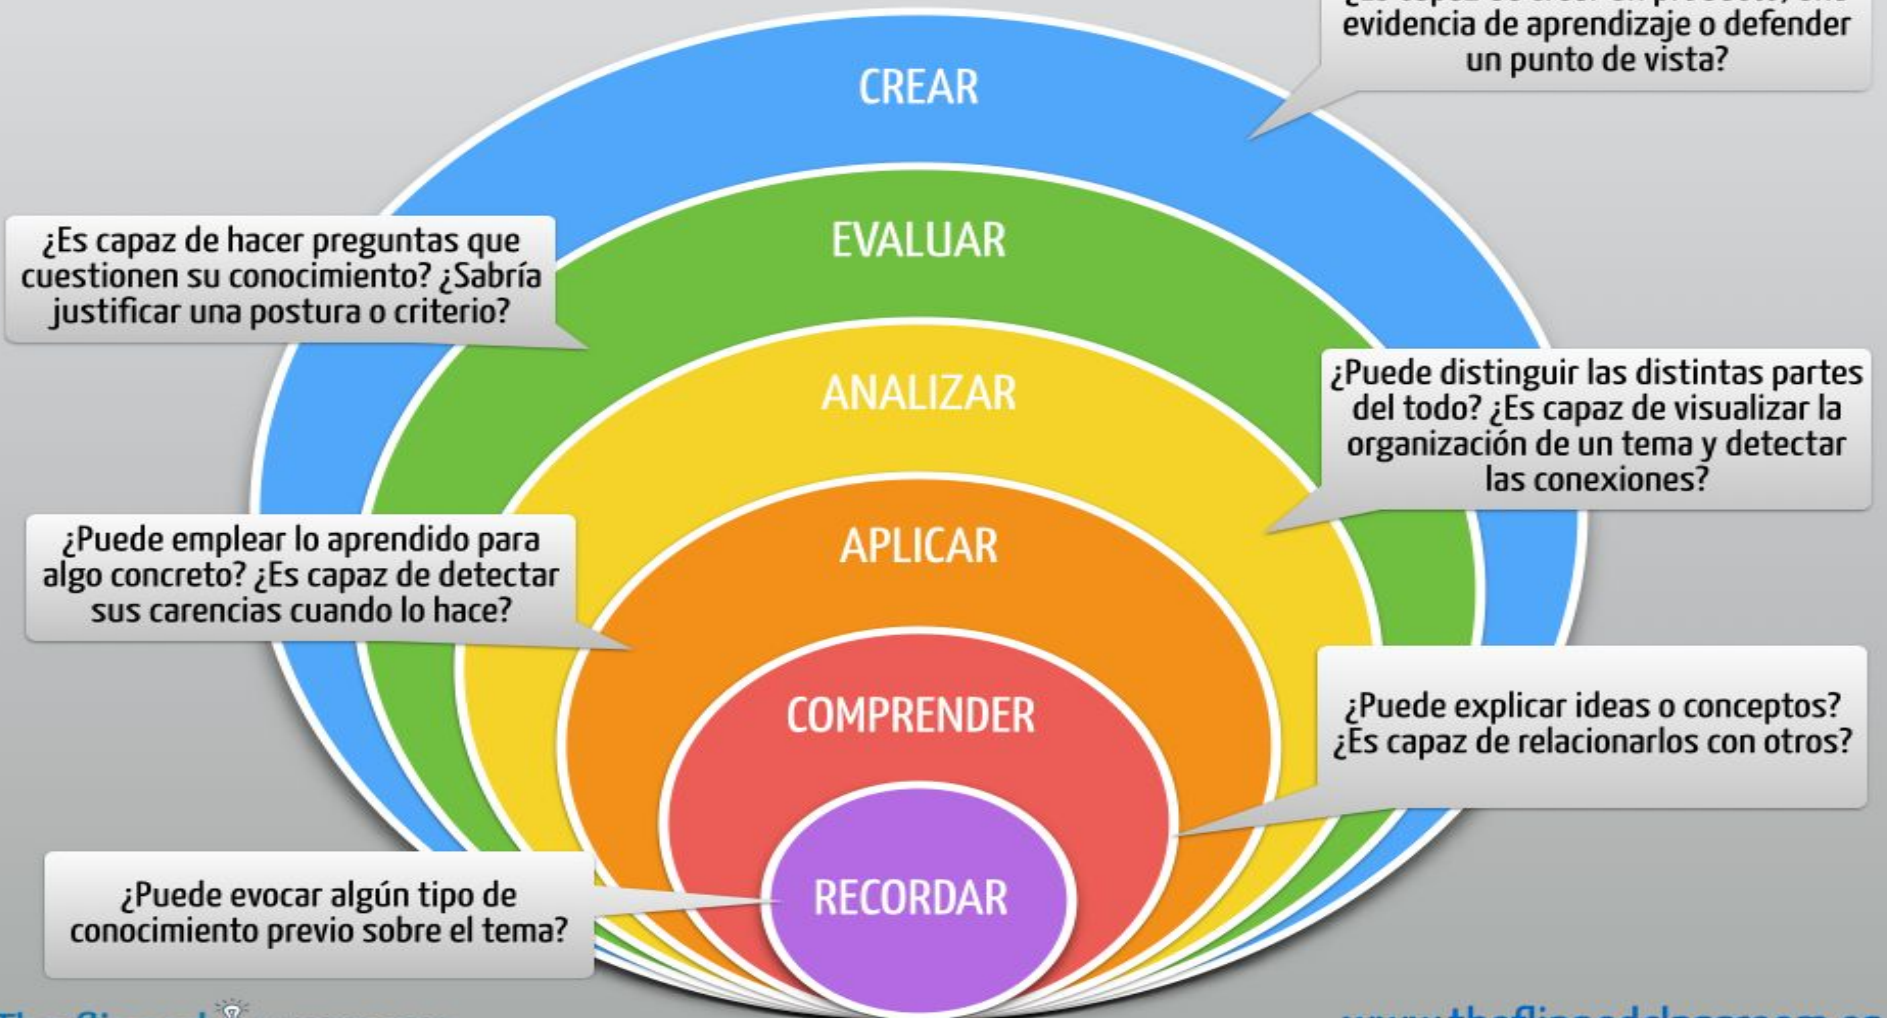 evidencia de aprendizaje o defender
un punto de vista?
CREAR
¿Es capaz de hacer preguntas que
cuestionen su conocimiento? ¿Sabría
justificar una postura o criterio?
EVALUAR
ANALIZAR
¿Puede distinguir las distintas partes
del todo? ¿Es capaz de visualizar la
organización de un tema y detectar
las conexiones?
¿Puede emplear lo aprendido para
algo concreto? ¿Es capaz de detectar
sus carencias cuando lo hace?
APLICAR
COMPRENDER
¿Puede explicar ideas o conceptos?
¿Es capaz de relacionarlos con otros?
¿Puede evocar algún tipo de
conocimiento previo sobre el tema?
RECORDAR